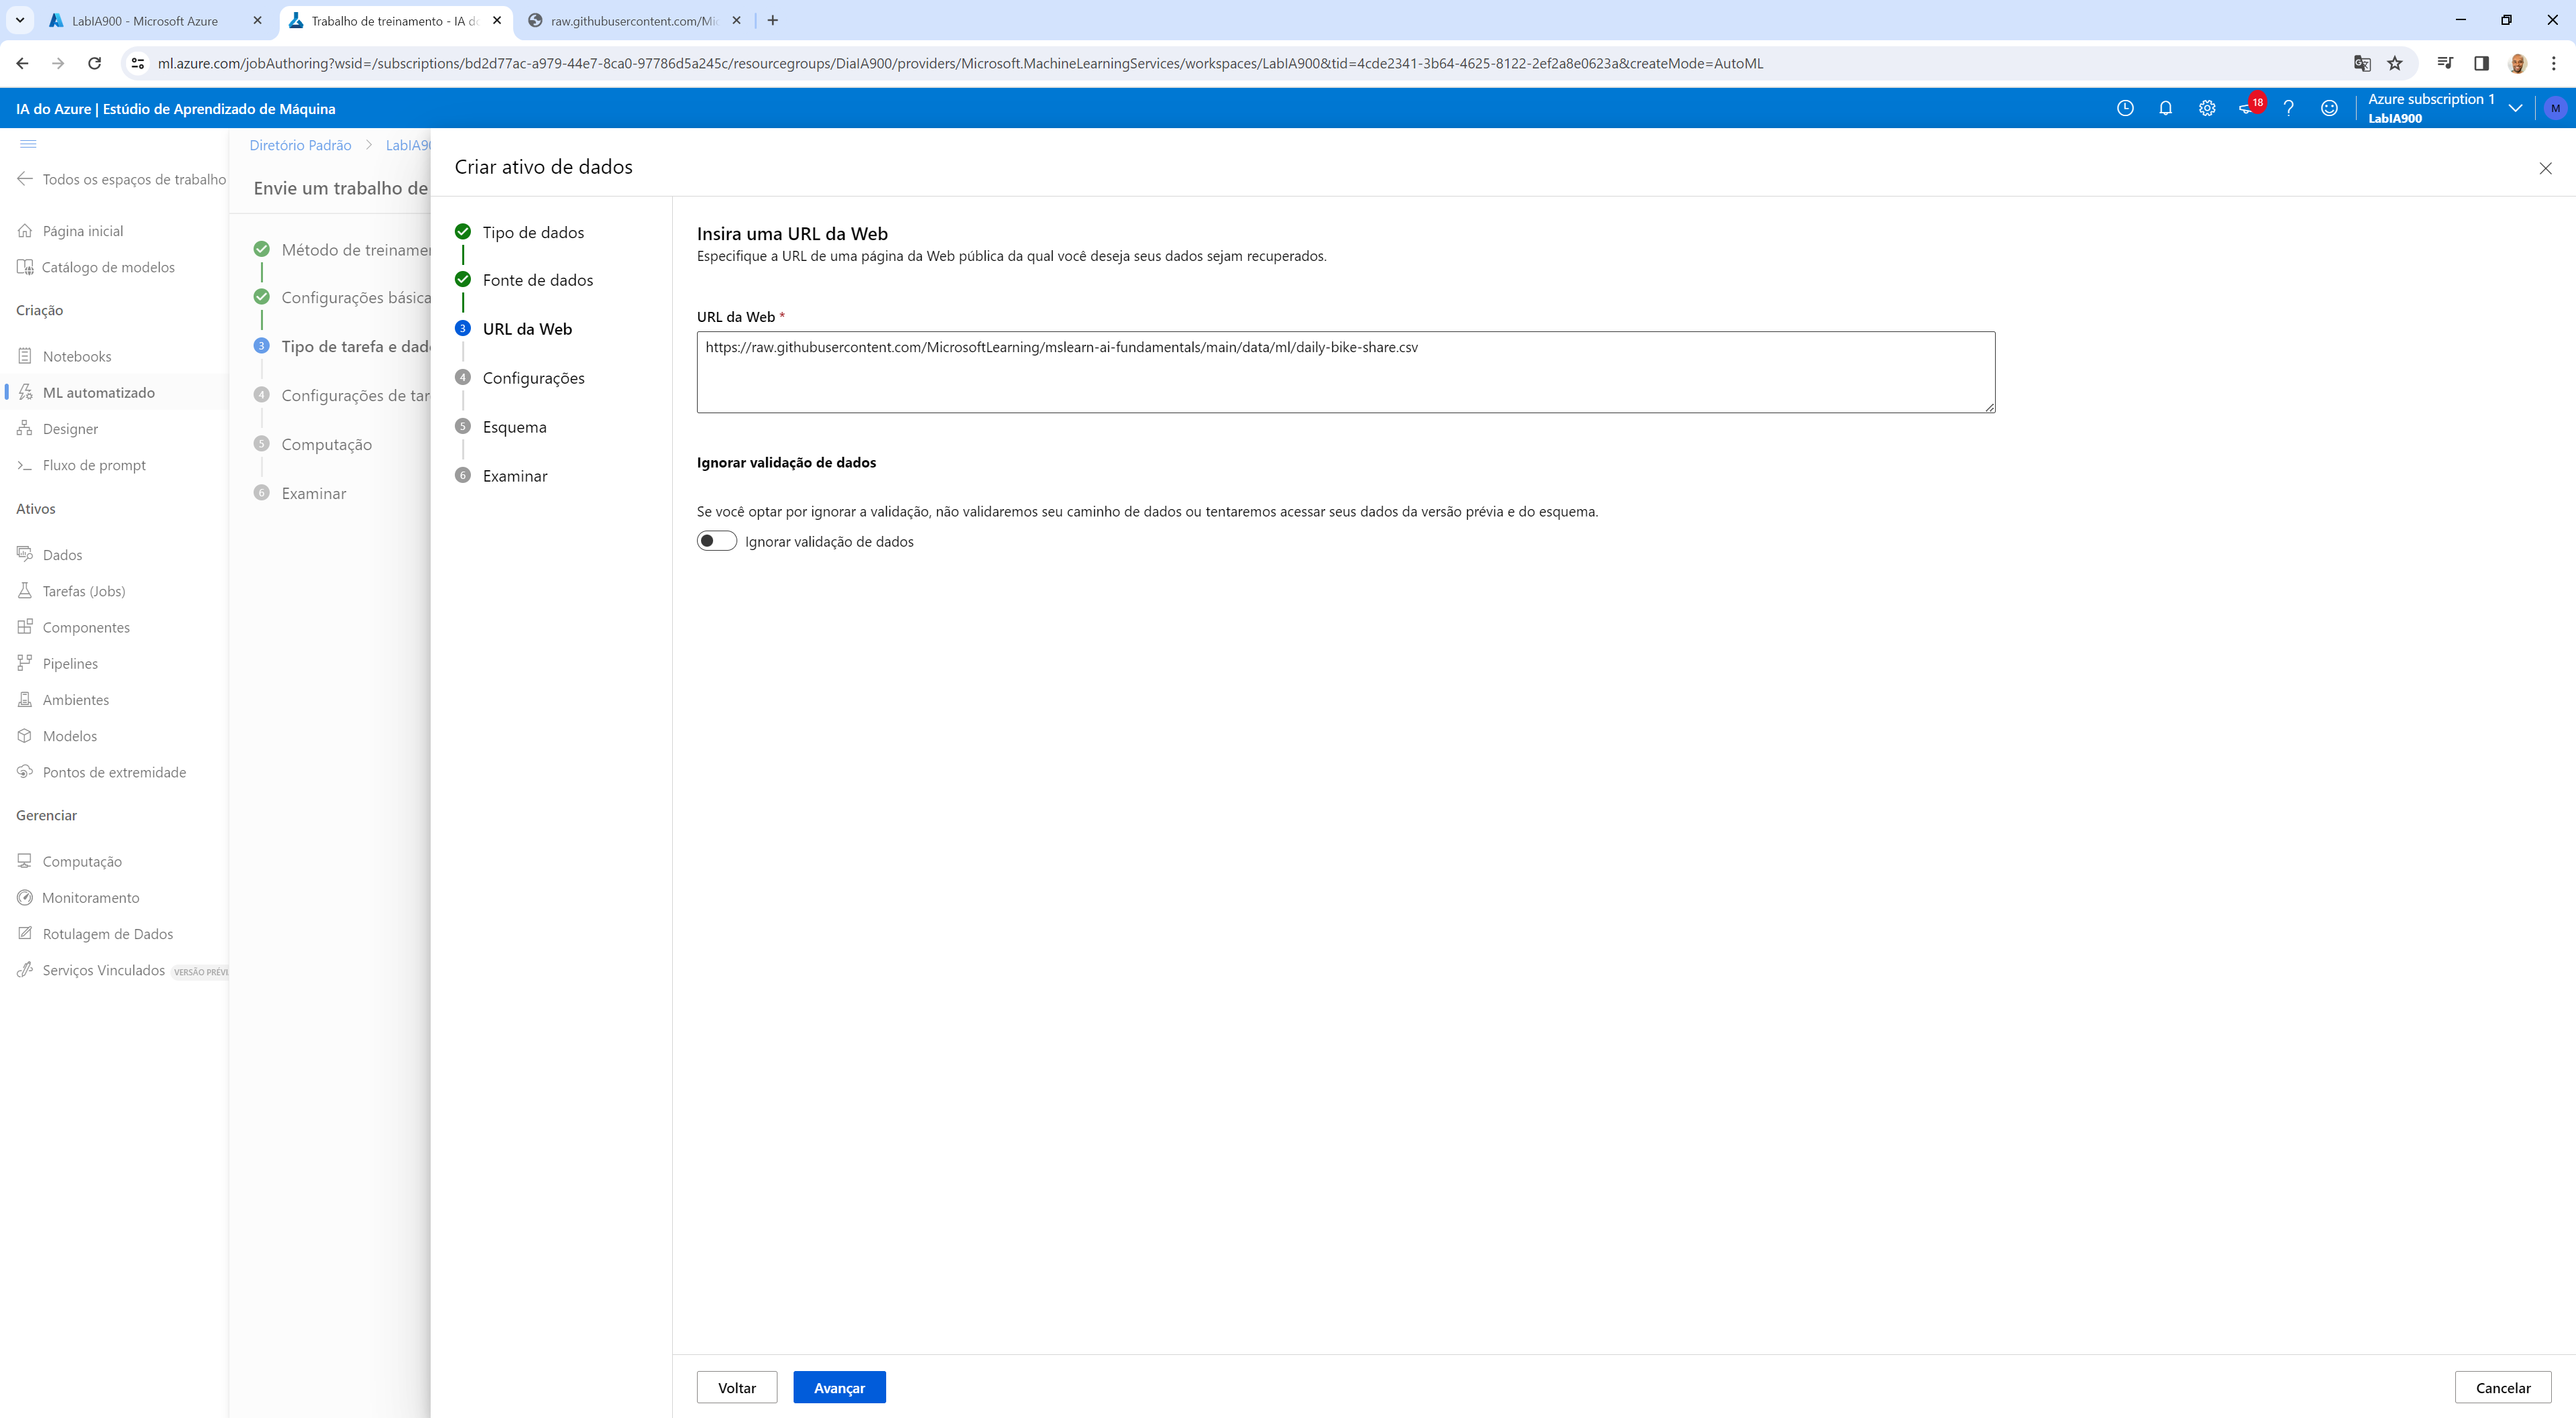 LabIA900 - Microsoft Azure
Trabalho de treinamento - IA do
raw.githubusercontent.com/Mic
ml.azure.com/jobAuthoring?wsid=/subscriptions/bd2d77ac-a979-44e7-8ca0-97786d5a245c/resourcegroups/DiaIA900/providers/Microsoft.MachineLearningServices/workspaces/LabIA900&tid=4cde2341-3b64-4625-8122-2ef2a8e0623a&createMode=AutoML
IA do Azure | Estúdio de Aprendizado de Máquina
18
Azure subscription 1
LabIA900
M
Todos os espaços de trabalho
Página inicial
Catálogo de modelos
Criação
Notebooks
ML automatizado
Designer
Fluxo de prompt
Ativos
Dados
Tarefas (Jobs)
Componentes
Pipelines
Ambientes
Modelos
Pontos de extremidade
Gerenciar
Computação
Monitoramento
Rotulagem de Dados
Serviços Vinculados VERSÃO PRÉVI
Diretório Padrão > LabIA90
Envie um trabalho de
Método de treinamen
Configurações básica
3 Tipo de tarefa e dado
4 Configurações de tar
5 Computação
6 Examinar
Criar ativo de dados
Tipo de dados
Fonte de dados
3 URL da Web
4 Configurações
5 Esquema
6 Examinar
Insira uma URL da Web
Especifique a URL de uma página da Web pública da qual você deseja seus dados sejam recuperados.
URL da Web *
https://raw.githubusercontent.com/MicrosoftLearning/mslearn-ai-fundamentals/main/data/ml/daily-bike-share.csv
Ignorar validação de dados
Se você optar por ignorar a validação, não validaremos seu caminho de dados ou tentaremos acessar seus dados da versão prévia e do esquema.
Ignorar validação de dados
Voltar
Avançar
Cancelar